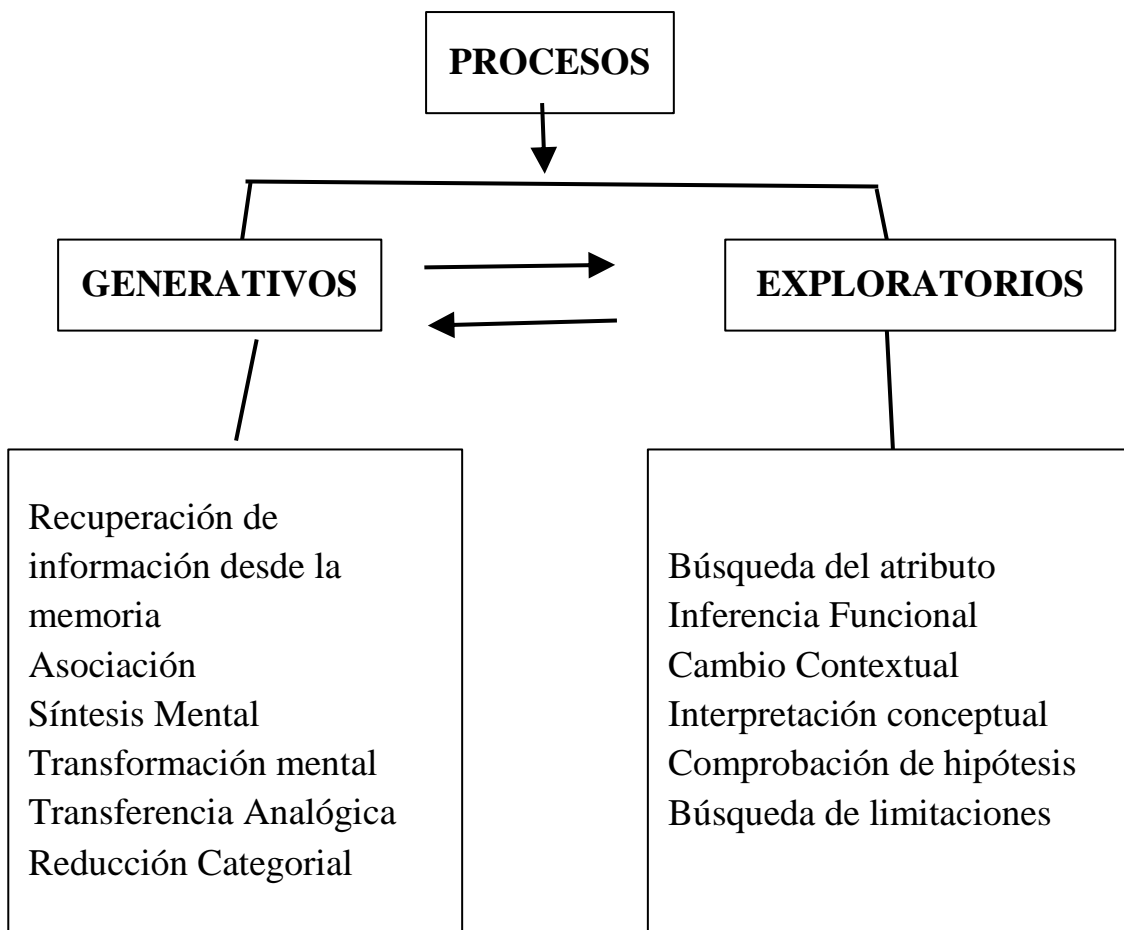 PROCESOS
GENERATIVOS
EXPLORATORIOS
Recuperación de
información desde la
memoria
Asociación
Síntesis Mental
Transformación mental
Transferencia Analógica
Reducción Categorial
Búsqueda del atributo
Inferencia Funcional
Cambio Contextual
Interpretación conceptual
Comprobación de hipótesis
Búsqueda de limitaciones